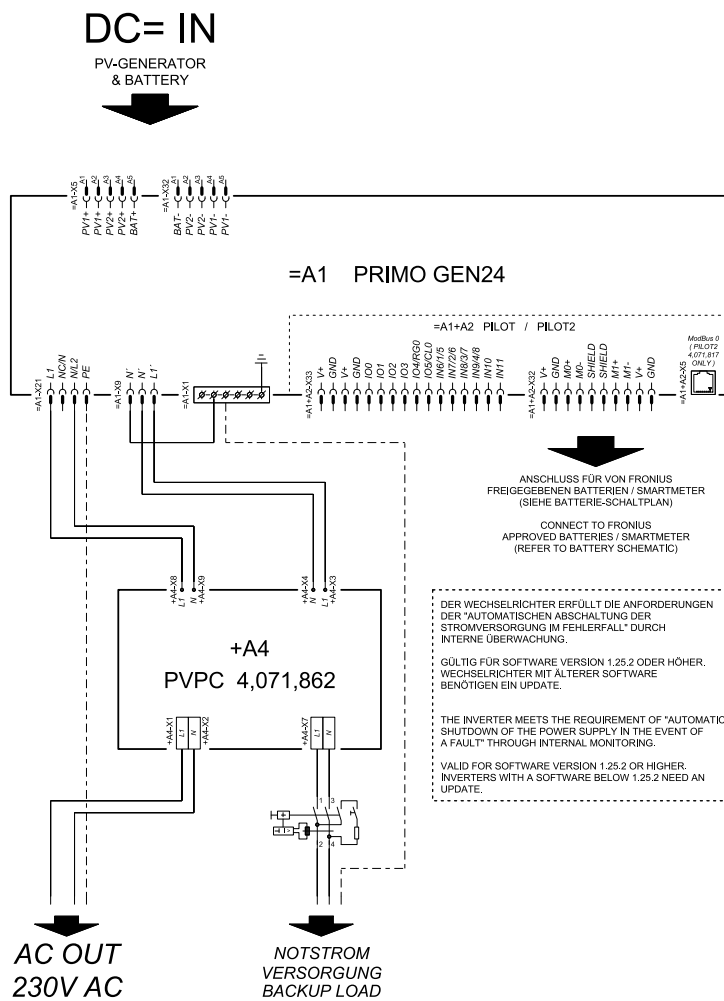 DC= IN
PV-GENERATOR
& BATTERY
=A1-X5
A1
A2
A3
A4
A5
=A1-X32
A1
A2
A3
A4
A5
PV1+
PV1+
PV2+
PV2+
BAT+
BAT-
PV2-
PV2-
PV1-
PV1-
=A1 PRIMO GEN24
=A1+A2 PILOT / PILOT2
ModBus 0
( PILOT2
4,071,817
ONLY )
=A1-X21
L1
NC/N
N/L2
PE
=A1-X9
N´
N´
L1´
=A1-X1
=A1+A2-X33
V+
GND
V+
GND
IO0
IO1
IO2
IO3
IO4/RG0
IO5/CL0
IN6/1/5
IN7/2/6
IN8/3/7
IN9/4/8
IN10
IN11
=A1+A2-X32
V+
GND
M0+
M0-
SHIELD
SHIELD
M1+
M1-
V+
GND
=A1+A2-X5
ANSCHLUSS FÜR VON FRONIUS
FREIGEGEBENEN BATTERIEN / SMARTMETER
(SIEHE BATTERIE-SCHALTPLAN)
CONNECT TO FRONIUS
APPROVED BATTERIES / SMARTMETER
(REFER TO BATTERY SCHEMATIC)
+A4-X8
L1
N
+A4-X9
+A4-X4
N
L1
+A4-X3
+A4
PVPC 4,071,862
+A4-X1
L1
N
+A4-X2
+A4-X7
L1
N
DER WECHSELRICHTER ERFÜLLT DIE ANFORDERUNGEN
DER "AUTOMATISCHEN ABSCHALTUNG DER
STROMVERSORGUNG IM FEHLERFALL" DURCH
INTERNE ÜBERWACHUNG.
GÜLTIG FÜR SOFTWARE VERSION 1.25.2 ODER HÖHER.
WECHSELRICHTER MIT ÄLTERER SOFTWARE
BENÖTIGEN EIN UPDATE.
THE INVERTER MEETS THE REQUIREMENT OF "AUTOMATIC
SHUTDOWN OF THE POWER SUPPLY IN THE EVENT OF
A FAULT" THROUGH INTERNAL MONITORING.
VALID FOR SOFTWARE VERSION 1.25.2 OR HIGHER.
INVERTERS WITH A SOFTWARE BELOW 1.25.2 NEED AN
UPDATE.
1 3
I >
2 4
AC OUT
230V AC
NOTSTROM
VERSORGUNG
BACKUP LOAD